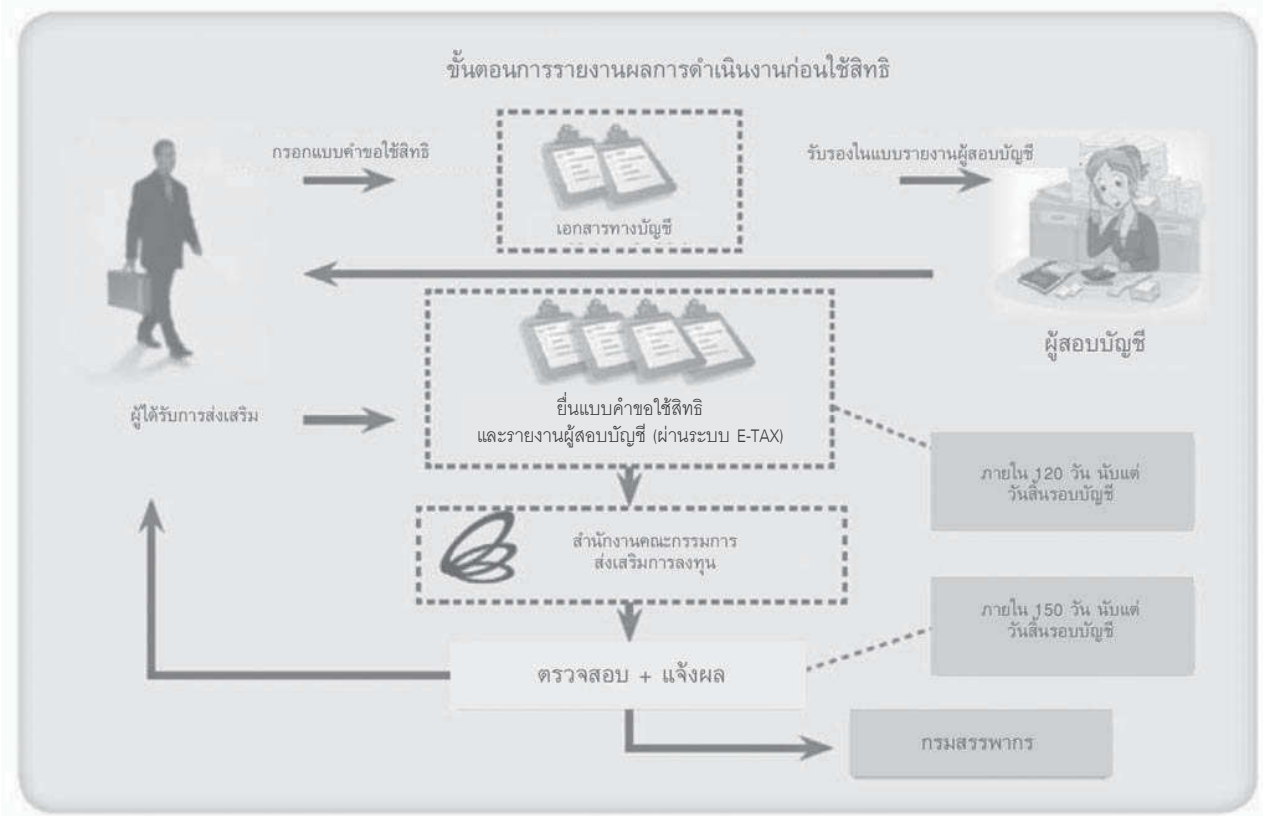 ขั้นตอนการรายงานผลการดำเนินงานก่อนใช้สิทธิ
กรอกแบบคำขอใช้สิทธิ
รับรองในแบบรายงานผู้สอบบัญชี
เอกสารทางบัญชี
ผู้สอบบัญชี
ผู้ได้รับการส่งเสริม
ยื่นแบบคำขอใช้สิทธิ
และรายงานผู้สอบบัญชี (ผ่านระบบ E-TAX)
ภายใน 120 วัน นับแต่
วันสิ้นรอบบัญชี
สำนักงานคณะกรรมการ
ส่งเสริมการลงทุน
ภายใน 150 วัน นับแต่
วันสิ้นรอบบัญชี
ตรวจสอบ + แจ้งผล
กรมสรรพากร